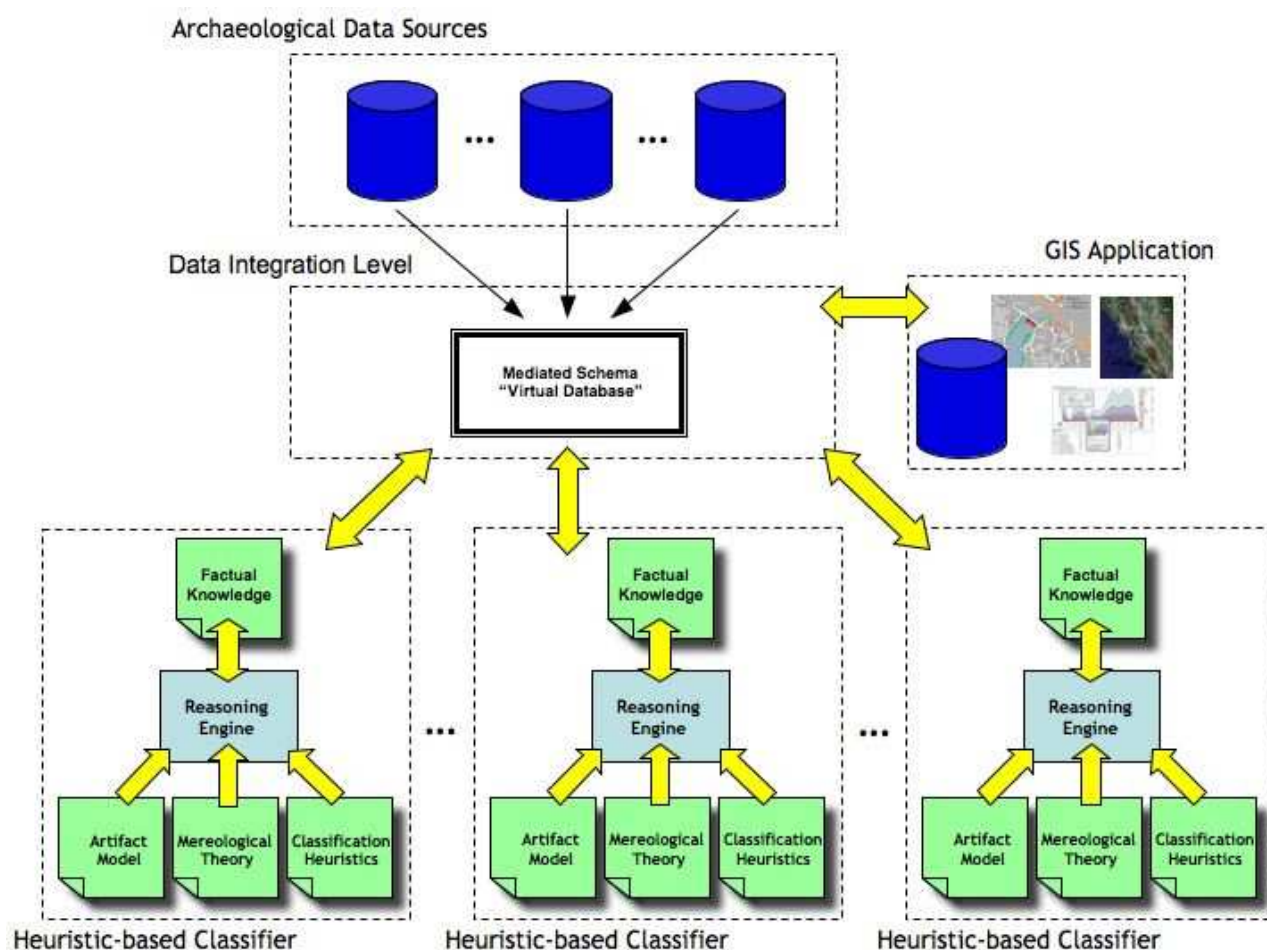 Archaeological Data Sources
... ...
Data Integration Level
GIS Application
Mediated Schema
“Virtual Database”
Factual
Knowledge
Reasoning
Engine
Artifact
Model
Mereological
Theory
Classification
Heuristics
Heuristic-based Classifier
...
Factual
Knowledge
Reasoning
Engine
Artifact
Model
Mereological
Theory
Classification
Heuristics
Heuristic-based Classifier
...
Factual
Knowledge
Reasoning
Engine
Artifact
Model
Mereological
Theory
Classification
Heuristics
Heuristic-based Classifier